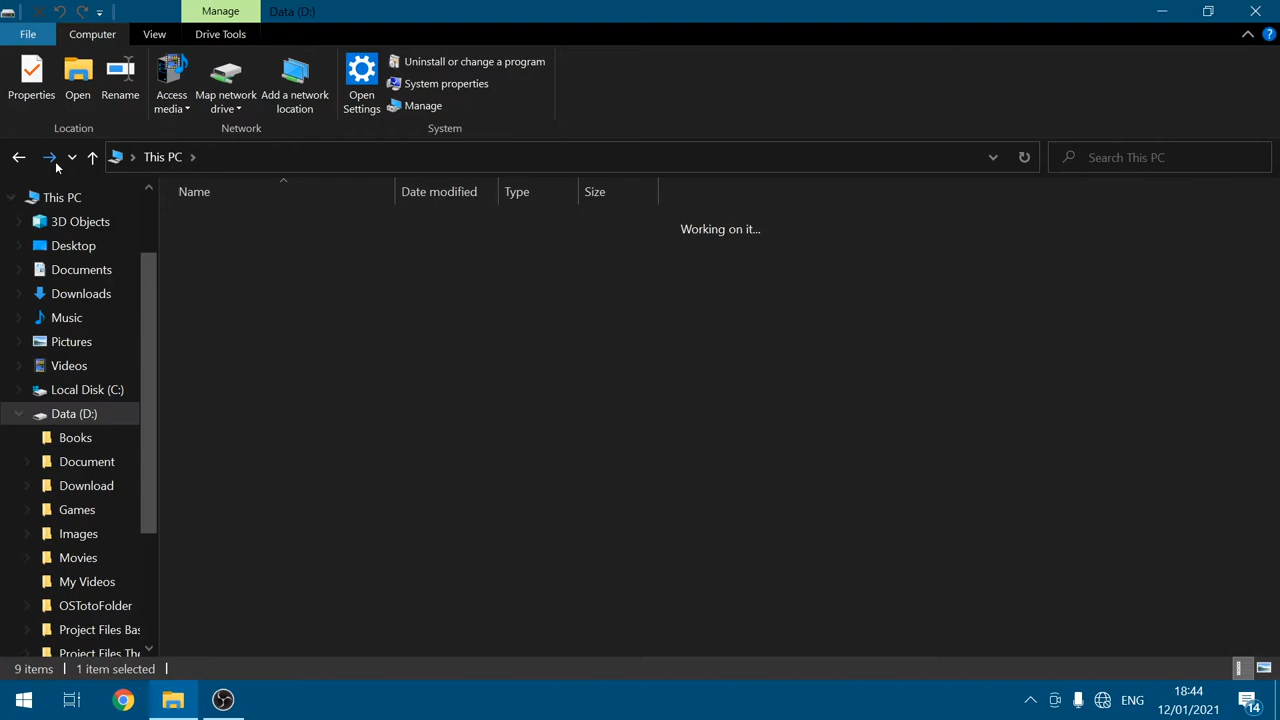 Manage
Data (D:)
File
Computer
View
Drive Tools
Properties
Open
Rename
Access media
Map network drive
Add a network location
Open Settings
Uninstall or change a program
System properties
Manage
Location
Network
System
This PC
Search This PC
Name
Date modified
Type
Size
Working on it...
This PC
3D Objects
Desktop
Documents
Downloads
Music
Pictures
Videos
Local Disk (C:)
Data (D:)
Books
Document
Download
Games
Images
Movies
My Videos
OSTotoFolder
Project Files Bas
Project Files The
9 items
1 item selected
ENG
18:44
12/01/2021
14